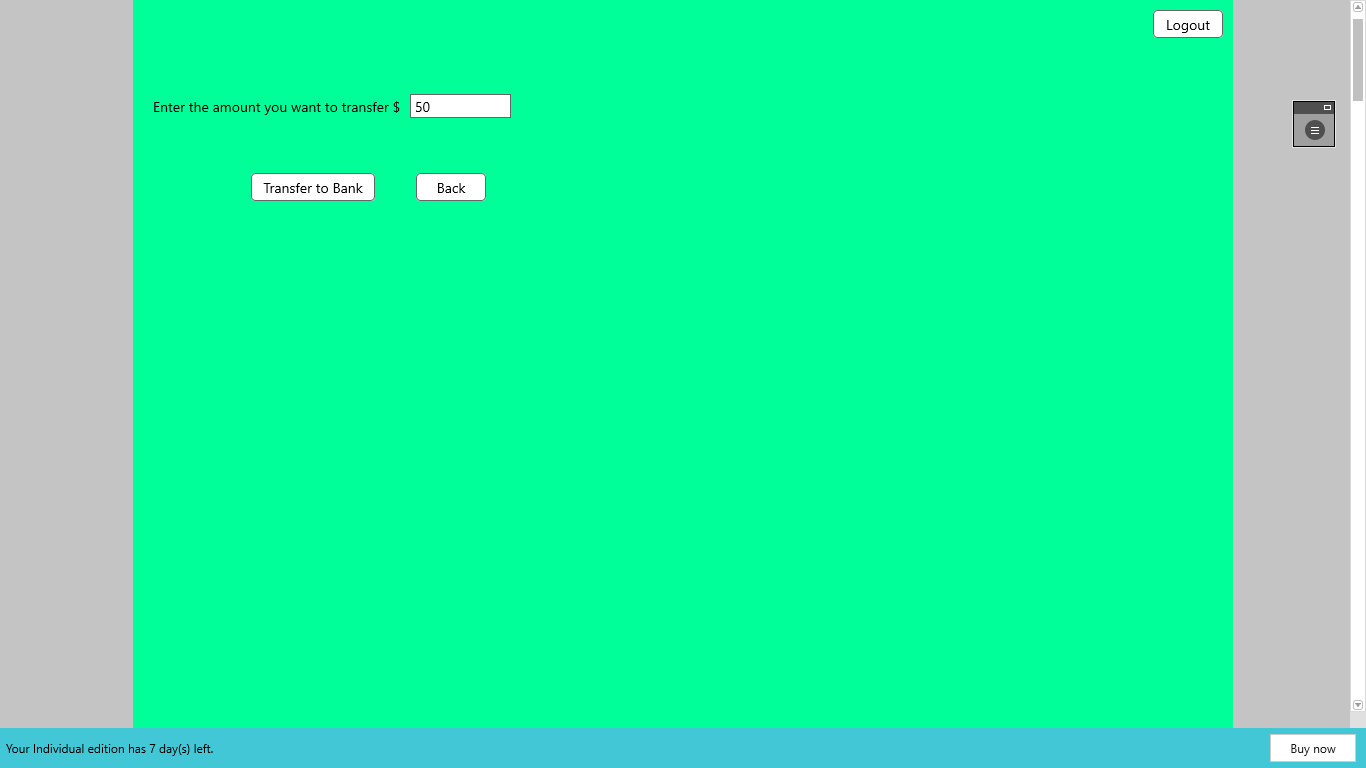 Logout
Enter the amount you want to transfer $ 50
Transfer to Bank Back
Your Individual edition has 7 day(s) left. Buy now